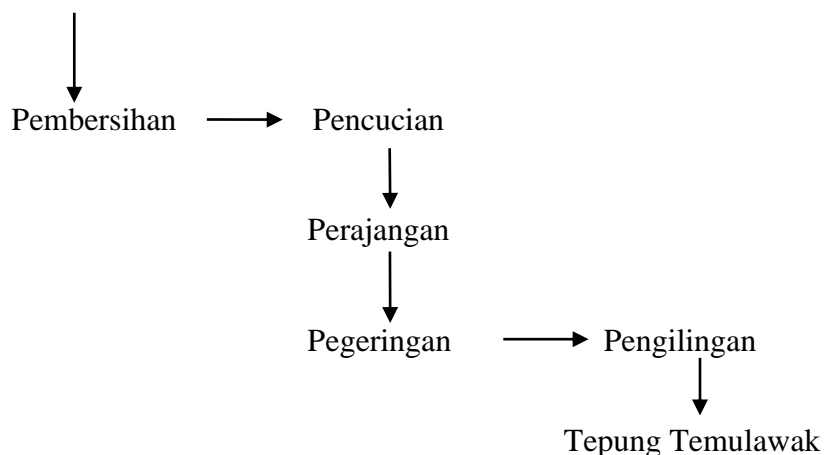 Pembersihan Pencucian
Perajangan
Pegeringan Pengilingan
Tepung Temulawak